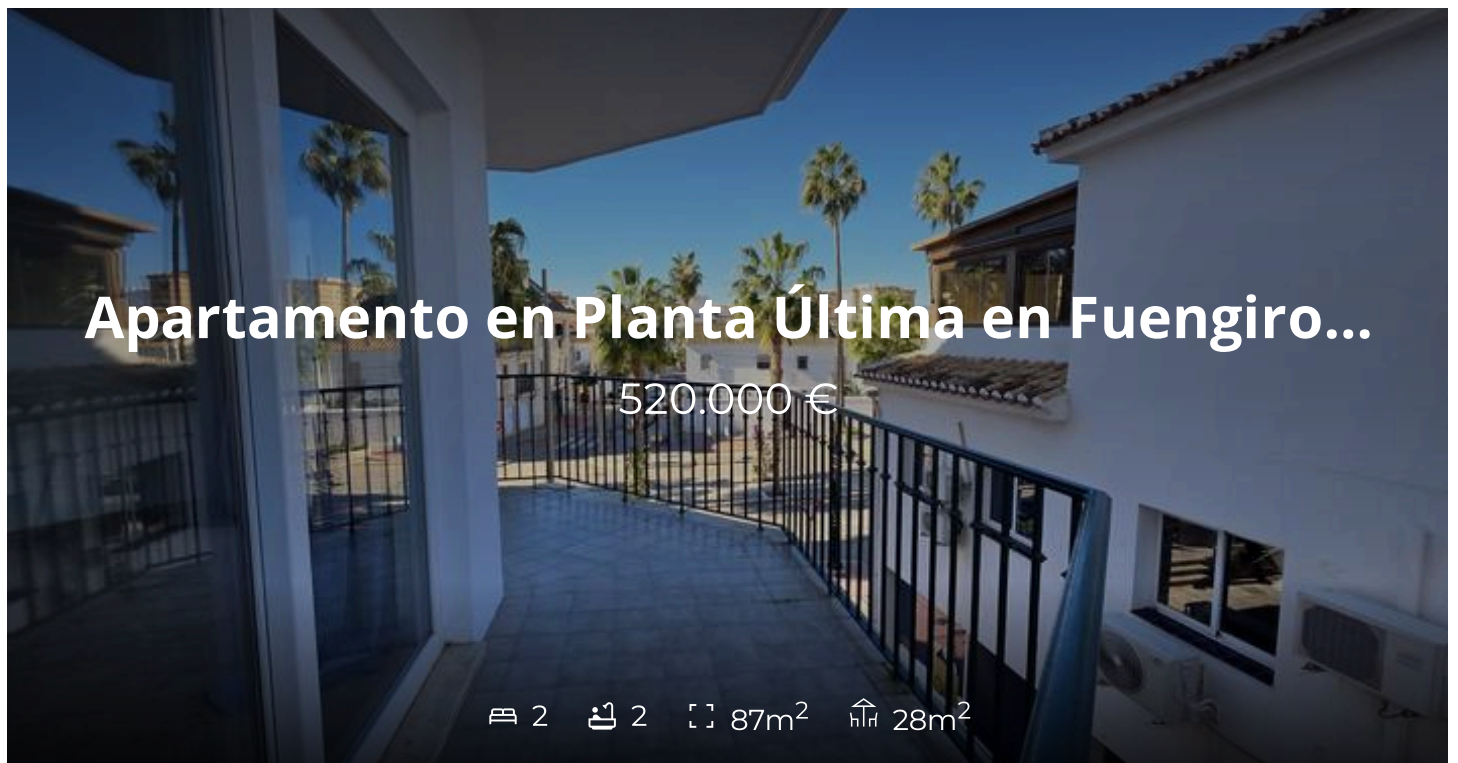 Apartamento en Planta Última en Fuengiro...
520.000 €
2 2 87m² 28m²